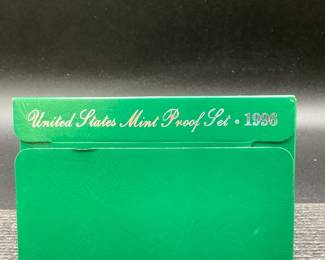 United States Mint Proof Set • 1996